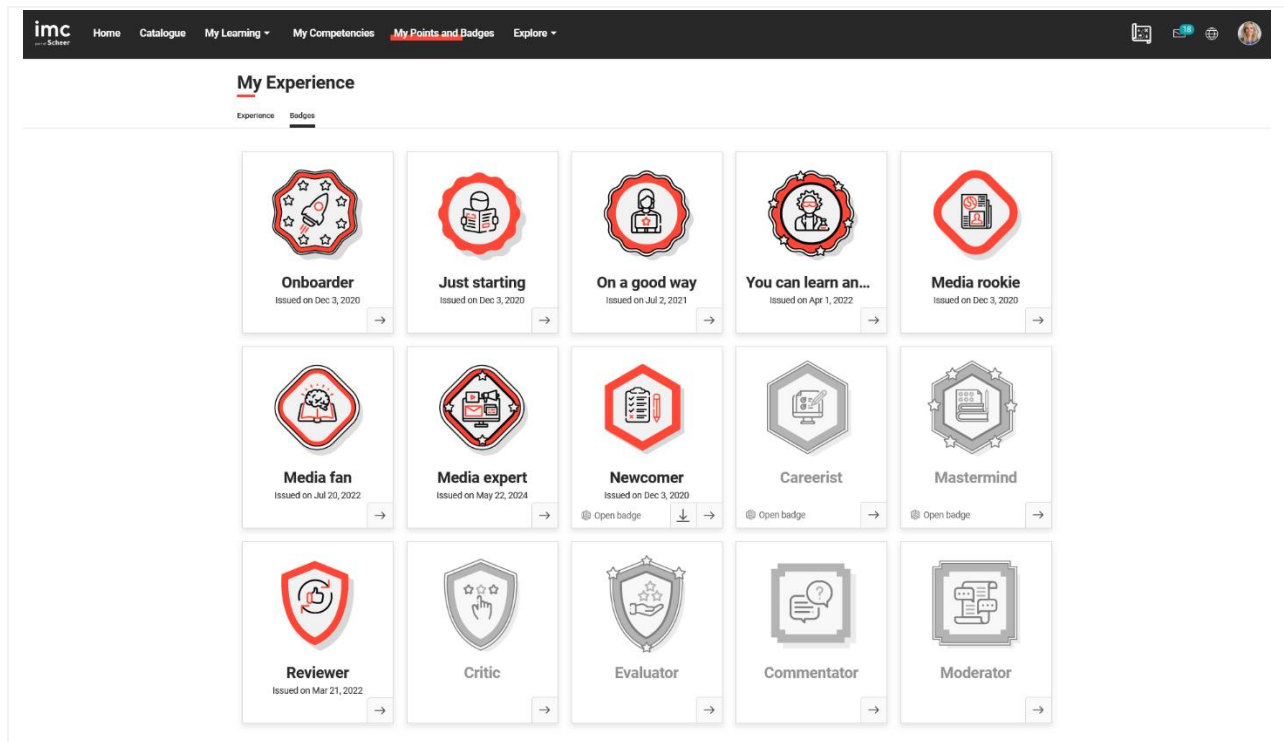 imc
part of Scheer
Home Catalogue My Learning My Competencies My Points and Badges Explore
18
My Experience
Experience Badges
Onboarder
Issued on Dec 3, 2020
Just starting
Issued on Dec 3, 2020
On a good way
Issued on Jul 2, 2021
You can learn an...
Issued on Apr 1, 2022
Media rookie
Issued on Dec 3, 2020
Media fan
Issued on Jul 20, 2022
Media expert
Issued on May 22, 2024
Newcomer
Issued on Dec 3, 2020
Open badge
Careerist
Open badge
Mastermind
Open badge
Reviewer
Issued on Mar 21, 2022
Critic
Evaluator
Commentator
Moderator